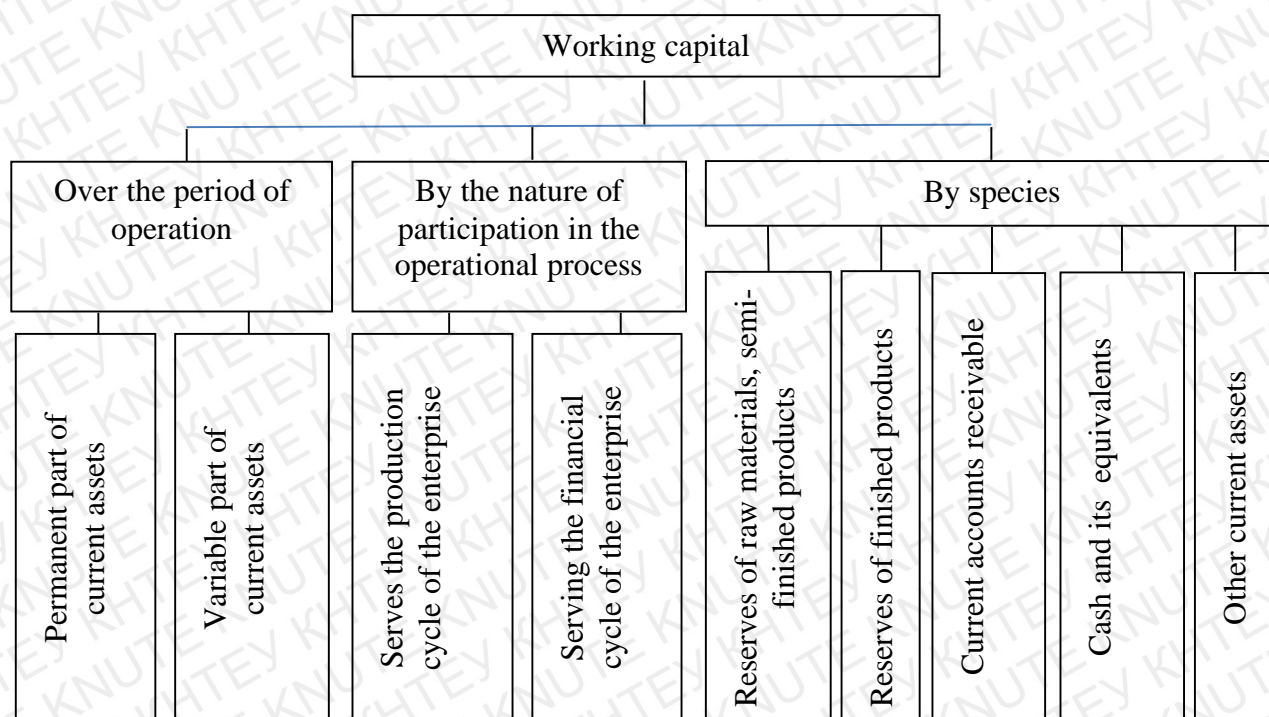 Working capital
Over the period of
operation
By the nature of
participation in the
operational process
By species
Permanent part of
current assets
Variable part of
current assets
Serves the production
cycle of the enterprise
Serving the financial
cycle of the enterprise
Reserves of raw materials, semi-
finished products
Reserves of finished products
Current accounts receivable
Cash and its equivalents
Other current assets
KNUTE КНТЕУ